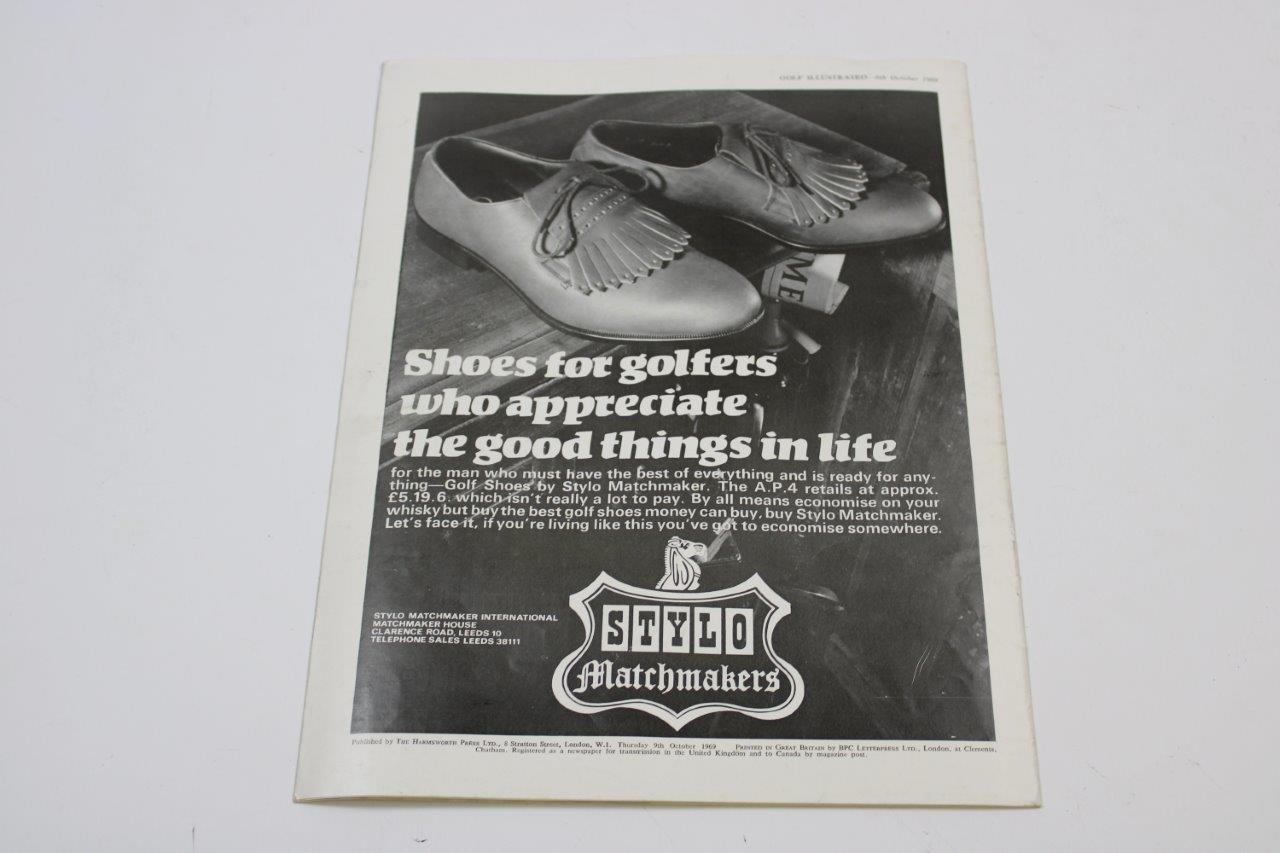 GOLF ILLUSTRATED—9th October 1969
ME
Shoes for golfers
who appreciate
the good things in life
for the man who must have the best of everything and is ready for any-
thing—Golf Shoes by Stylo Matchmaker. The A.P.4 retails at approx.
£5.19.6. which isn't really a lot to pay. By all means economise on your
whisky but buy the best golf shoes money can buy, buy Stylo Matchmaker.
Let's face it, if you're living like this you've got to economise somewhere.
STYLO MATCHMAKER INTERNATIONAL
MATCHMAKER HOUSE
CLARENCE ROAD, LEEDS 10
TELEPHONE SALES LEEDS 38111
STYLO
Matchmakers
Published by THE HARMSWORTH PRESS LTD., 8 Stratton Street, London, W.1. Thursday 9th October 1969 PRINTED IN GREAT BRITAIN by BPC LETTERPRESS LTD., London, at Clements,
Chatham. Registered as a newspaper for transmission in the United Kingdom and to Canada by magazine post.